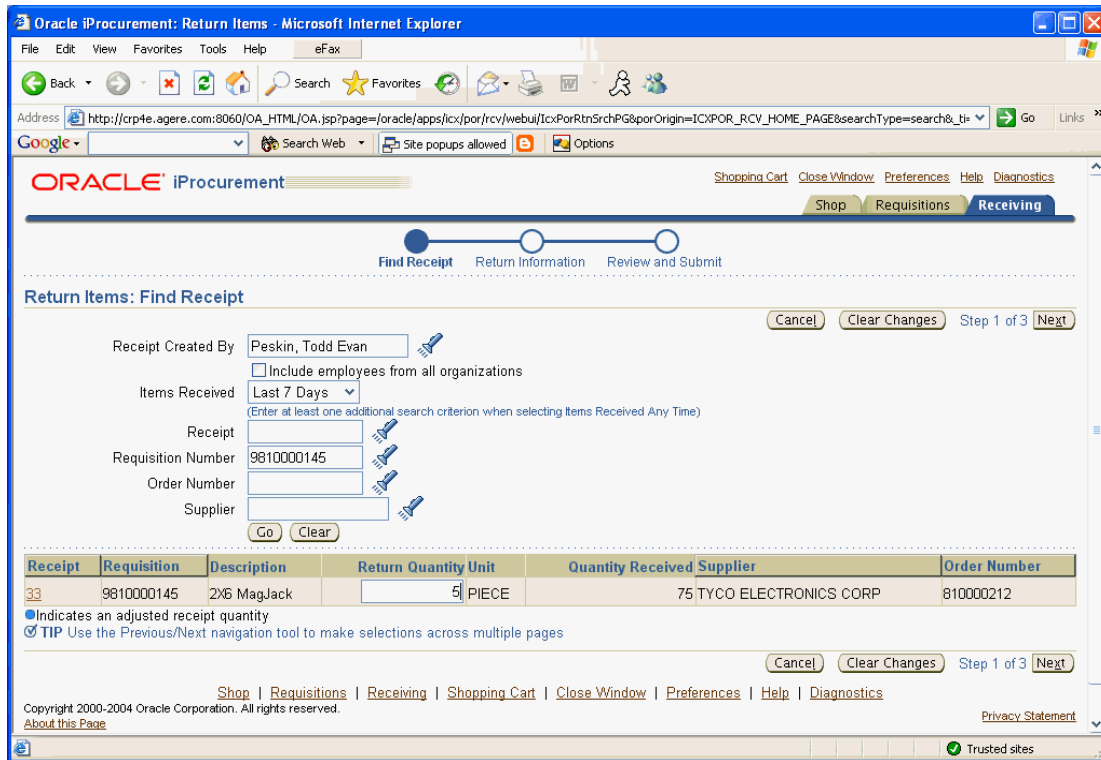 Oracle iProcurement: Return Items - Microsoft Internet Explorer
File Edit View Favorites Tools Help eFax
Back Search Favorites
Address http://crp4e.agere.com:8060/OA_HTML/OA.jsp?page=/oracle/apps/icx/por/rcv/webui/IcxPorRtnSrchPG&porOrigin=ICXPOR_RCV_HOME_PAGE&searchType=search&_ti= Go Links »
Google Search Web Site popups allowed Options
ORACLE iProcurement Shopping Cart Close Window Preferences Help Diagnostics
Shop Requisitions Receiving
Find Receipt Return Information Review and Submit
Return Items: Find Receipt
Cancel Clear Changes Step 1 of 3 Next
Receipt Created By Peskin, Todd Evan
Include employees from all organizations
Items Received Last 7 Days
(Enter at least one additional search criterion when selecting Items Received Any Time)
Receipt
Requisition Number 9810000145
Order Number
Supplier
Go Clear
Receipt Requisition Description Return Quantity Unit Quantity Received Supplier Order Number
33 9810000145 2X6 MagJack 5 PIECE 75 TYCO ELECTRONICS CORP 810000212
Indicates an adjusted receipt quantity
TIP Use the Previous/Next navigation tool to make selections across multiple pages
Cancel Clear Changes Step 1 of 3 Next
Shop | Requisitions | Receiving | Shopping Cart | Close Window | Preferences | Help | Diagnostics
Copyright 2000-2004 Oracle Corporation. All rights reserved.
About this Page Privacy Statement
Trusted sites